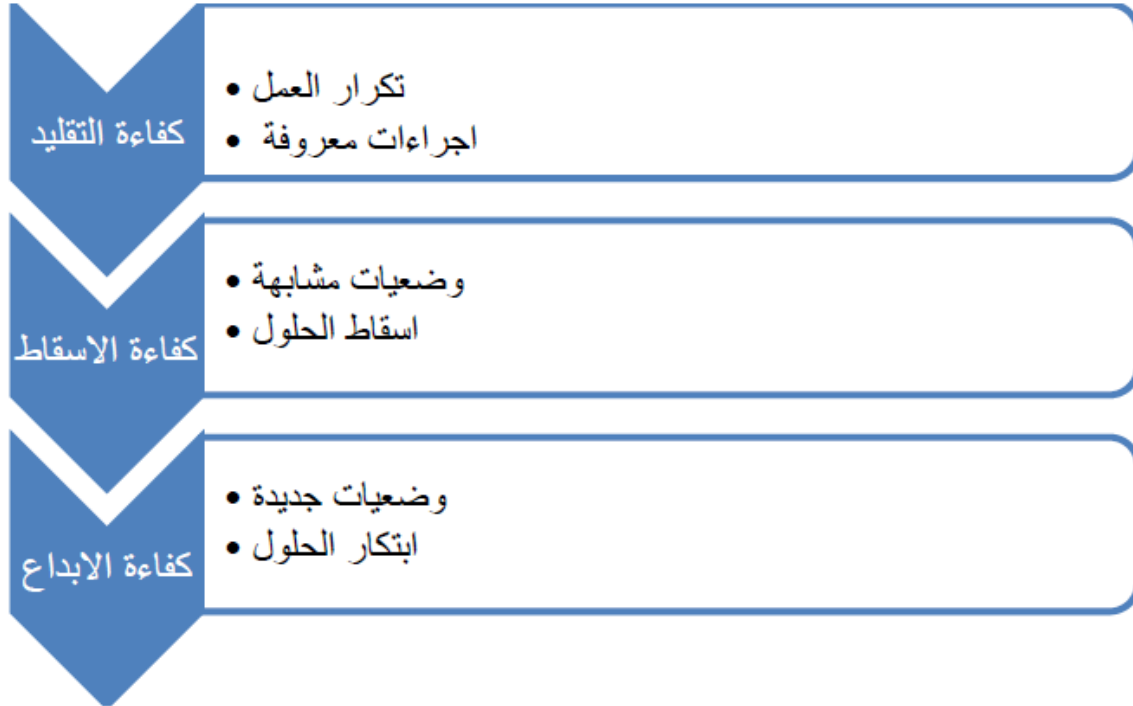 كفاءة التقليد
• تكرار العمل
• اجراءات معروفة
كفاءة الاسقاط
• وضعيات مشابهة
• اسقاط الحلول
كفاءة الابداع
• وضعيات جديدة
• ابتكار الحلول